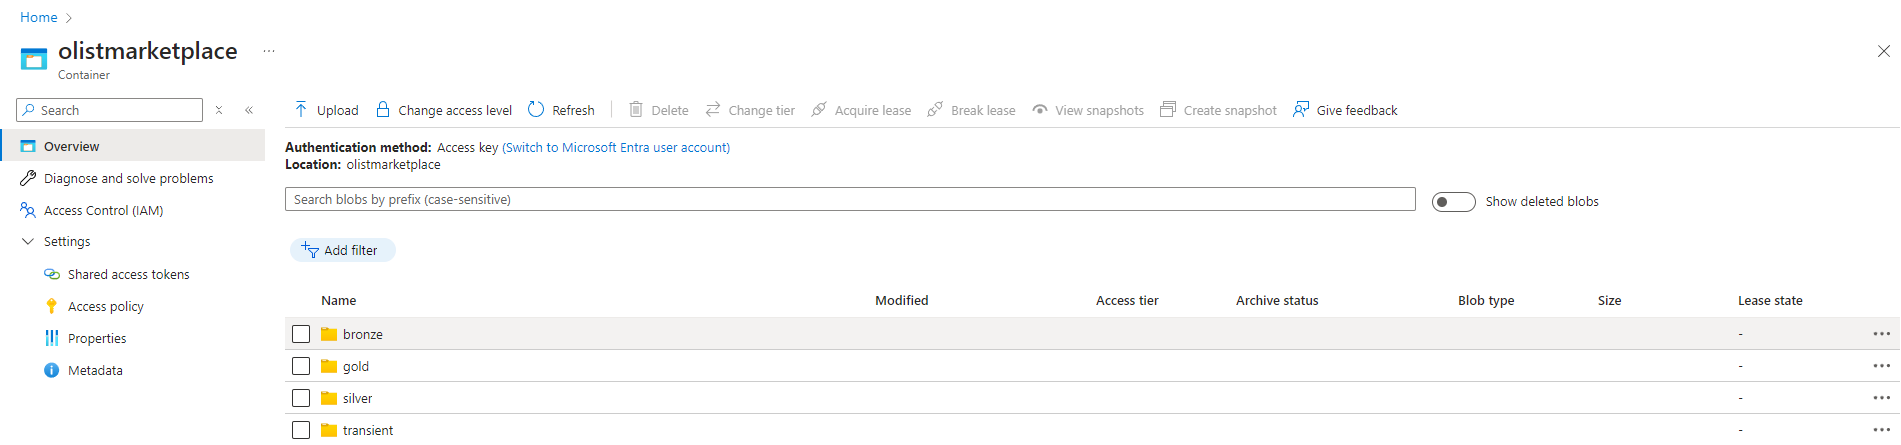 Home >
olistmarketplace ...
Container
Search
Upload Change access level Refresh Delete Change tier Acquire lease Break lease View snapshots Create snapshot Give feedback
Overview
Diagnose and solve problems
Access Control (IAM)
Settings
Shared access tokens
Access policy
Properties
Metadata
Authentication method: Access key (Switch to Microsoft Entra user account)
Location: olistmarketplace
Search blobs by prefix (case-sensitive)
Show deleted blobs
Add filter
Name Modified Access tier Archive status Blob type Size Lease state
bronze - ...
gold - ...
silver - ...
transient - ...